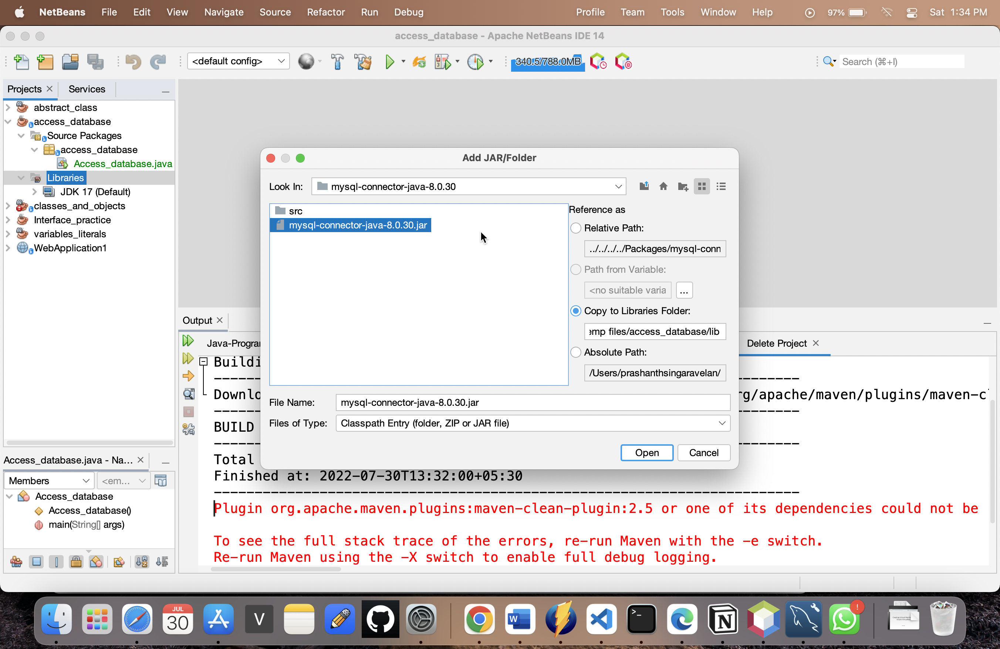 NetBeans File Edit View Navigate Source Refactor Run Debug Profile Team Tools Window Help 97% Sat 1:34 PM
access_database - Apache NetBeans IDE 14
<default config> 340.5/788.0MB Search (⌘+I)
Projects Services
abstract_class
access_database
Source Packages
access_database
Access_database.java
Libraries
JDK 17 (Default)
classes_and_objects
Interface_practice
variables_literals
WebApplication1
Add JAR/Folder
Look In: mysql-connector-java-8.0.30
src
mysql-connector-java-8.0.30.jar
Reference as
Relative Path:
../../../../Packages/mysql-conn
Path from Variable:
<no suitable varia ...
Copy to Libraries Folder:
emp files/access_database/lib
Absolute Path:
/Users/prashanthsingaravelan/
File Name: mysql-connector-java-8.0.30.jar
Files of Type: Classpath Entry (folder, ZIP or JAR file)
Open Cancel
Output
Java-Progra Delete Project
Buildi
Downlo rg/apache/maven/plugins/maven-c
BUILD
Total
Finished at: 2022-07-30T13:32:00+05:30
Plugin org.apache.maven.plugins:maven-clean-plugin:2.5 or one of its dependencies could not be
To see the full stack trace of the errors, re-run Maven with the -e switch.
Re-run Maven using the -X switch to enable full debug logging.
Access_database.java - Na...
Members <em...
Access_database
Access_database()
main(String[] args)
JUL
30
V
W
>_
N
!